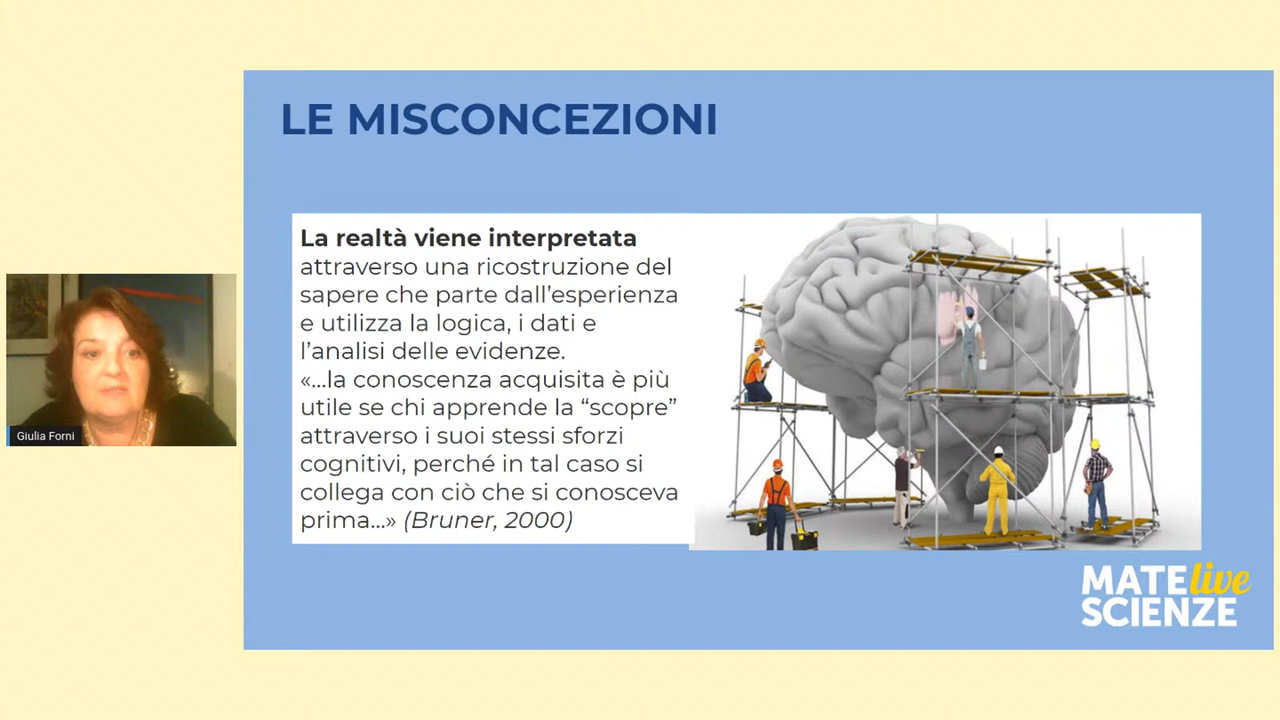 LE MISCONCEZIONI
La realtà viene interpretata
attraverso una ricostruzione del
sapere che parte dall’esperienza
e utilizza la logica, i dati e
l’analisi delle evidenze.
«…la conoscenza acquisita è più
utile se chi apprende la “scopre”
attraverso i suoi stessi sforzi
cognitivi, perché in tal caso si
collega con ciò che si conosceva
prima…» (Bruner, 2000)
Giulia Forni
MATE live
SCIENZE